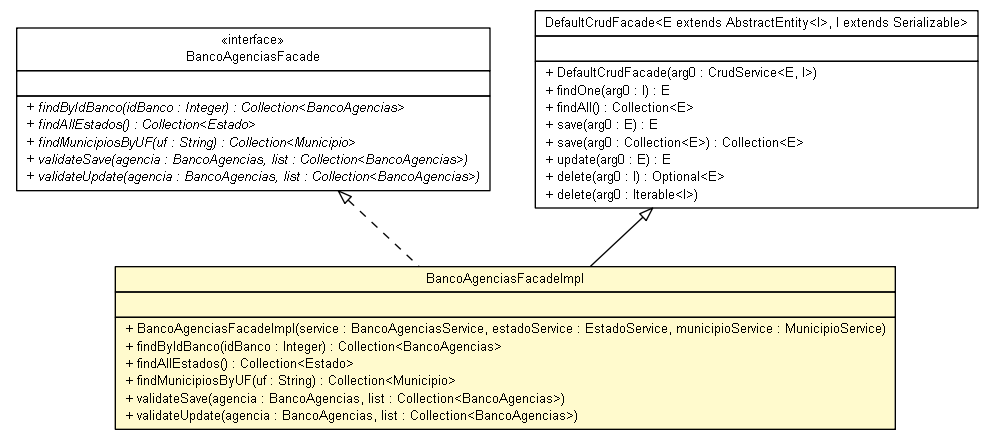 «interface»
BancoAgenciasFacade
+ findByIdBanco(idBanco : Integer) : Collection<BancoAgencias>
+ findAllEstados() : Collection<Estado>
+ findMunicipiosByUF(uf : String) : Collection<Municipio>
+ validateSave(agencia : BancoAgencias, list : Collection<BancoAgencias>)
+ validateUpdate(agencia : BancoAgencias, list : Collection<BancoAgencias>)
DefaultCrudFacade<E extends AbstractEntity<I>, I extends Serializable>
+ DefaultCrudFacade(arg0 : CrudService<E, I>)
+ findOne(arg0 : I) : E
+ findAll() : Collection<E>
+ save(arg0 : E) : E
+ save(arg0 : Collection<E>) : Collection<E>
+ update(arg0 : E) : E
+ delete(arg0 : I) : Optional<E>
+ delete(arg0 : Iterable<I>)
BancoAgenciasFacadeImpl
+ BancoAgenciasFacadeImpl(service : BancoAgenciasService, estadoService : EstadoService, municipioService : MunicipioService)
+ findByIdBanco(idBanco : Integer) : Collection<BancoAgencias>
+ findAllEstados() : Collection<Estado>
+ findMunicipiosByUF(uf : String) : Collection<Municipio>
+ validateSave(agencia : BancoAgencias, list : Collection<BancoAgencias>)
+ validateUpdate(agencia : BancoAgencias, list : Collection<BancoAgencias>)